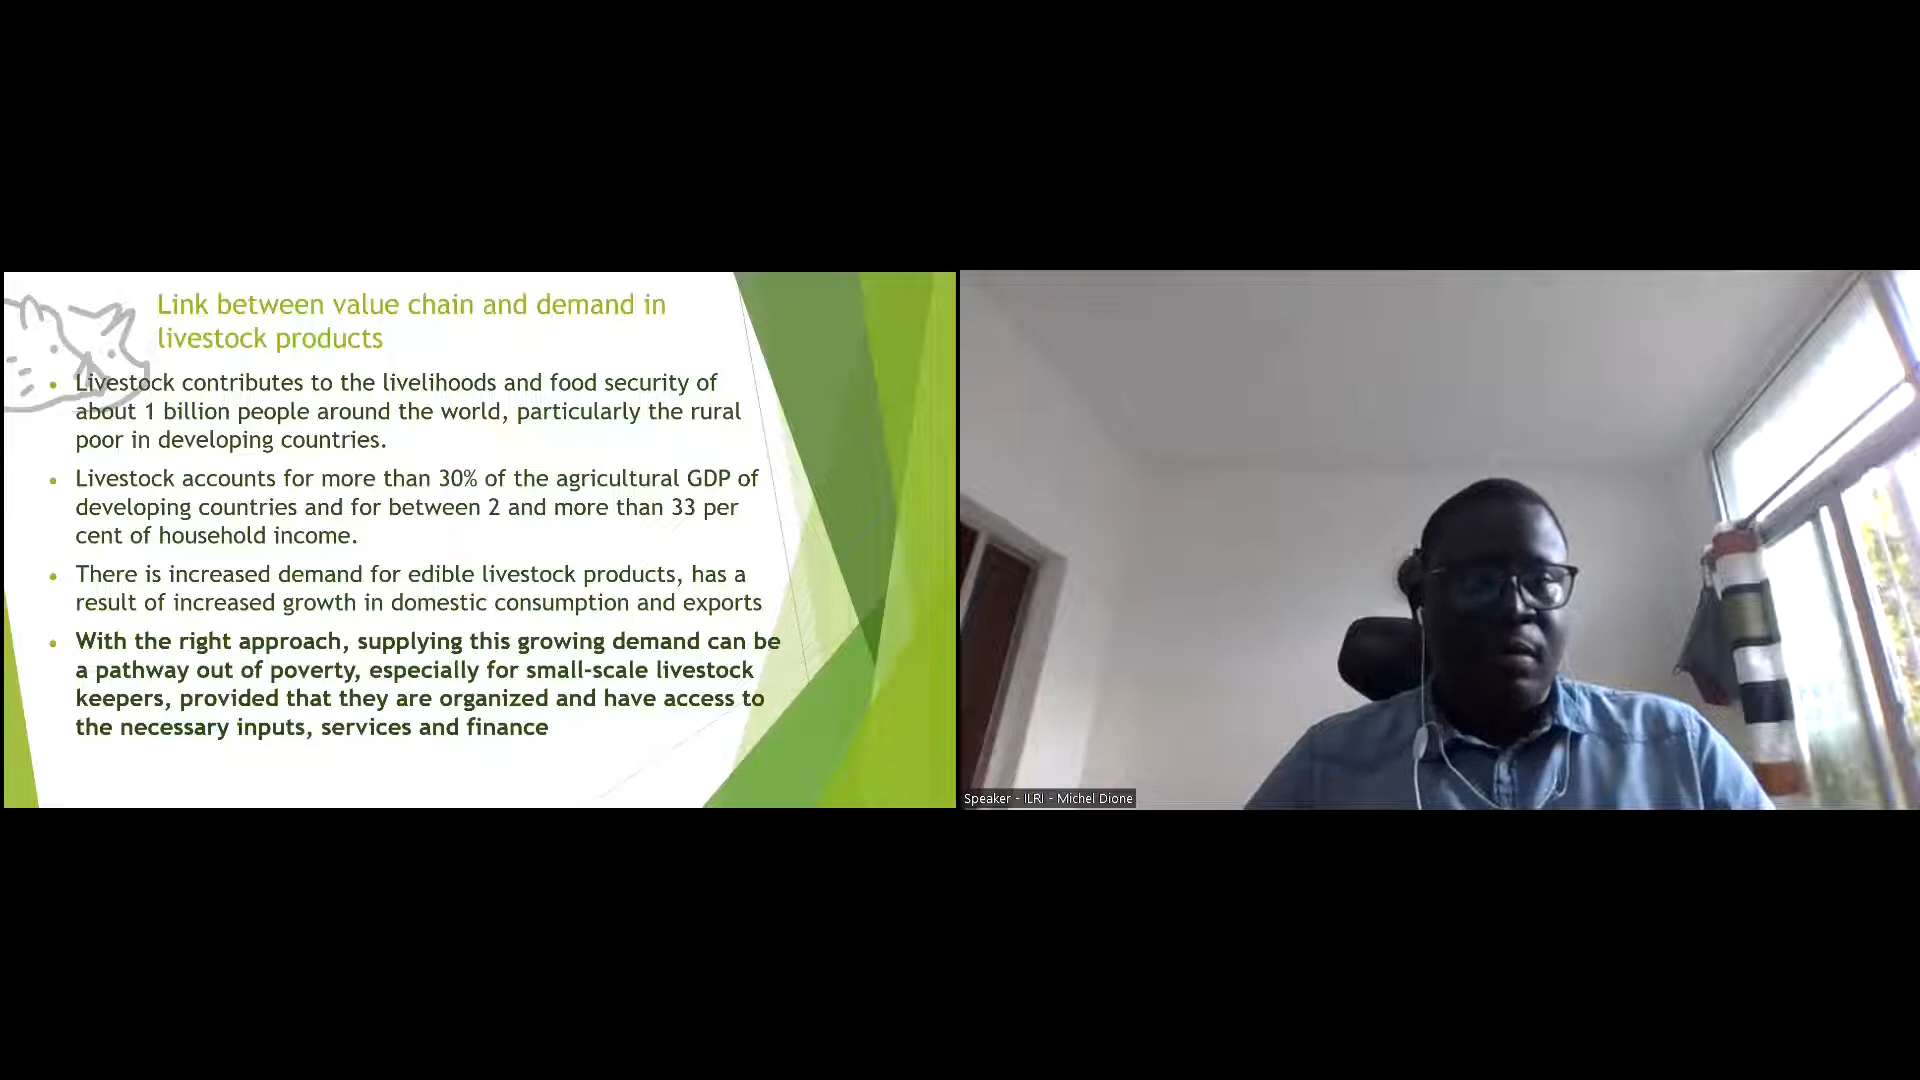 Link between value chain and demand in
livestock products
• Livestock contributes to the livelihoods and food security of
about 1 billion people around the world, particularly the rural
poor in developing countries.
• Livestock accounts for more than 30% of the agricultural GDP of
developing countries and for between 2 and more than 33 per
cent of household income.
• There is increased demand for edible livestock products, has a
result of increased growth in domestic consumption and exports
• With the right approach, supplying this growing demand can be
a pathway out of poverty, especially for small-scale livestock
keepers, provided that they are organized and have access to
the necessary inputs, services and finance
Speaker - ILRI - Michel Dione